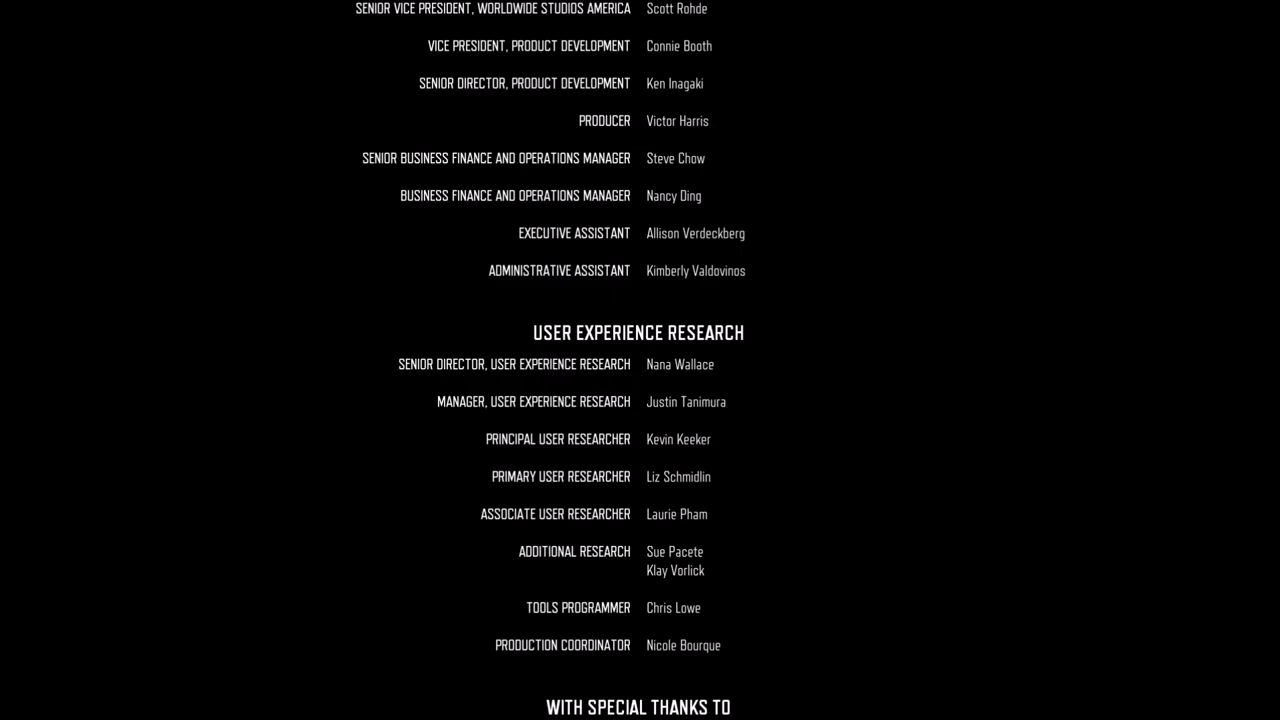 SENIOR VICE PRESIDENT, WORLDWIDE STUDIOS AMERICA Scott Rohde
VICE PRESIDENT, PRODUCT DEVELOPMENT Connie Booth
SENIOR DIRECTOR, PRODUCT DEVELOPMENT Ken Inagaki
PRODUCER Victor Harris
SENIOR BUSINESS FINANCE AND OPERATIONS MANAGER Steve Chow
BUSINESS FINANCE AND OPERATIONS MANAGER Nancy Ding
EXECUTIVE ASSISTANT Allison Verdeckberg
ADMINISTRATIVE ASSISTANT Kimberly Valdovinos
USER EXPERIENCE RESEARCH
SENIOR DIRECTOR, USER EXPERIENCE RESEARCH Nana Wallace
MANAGER, USER EXPERIENCE RESEARCH Justin Tanimura
PRINCIPAL USER RESEARCHER Kevin Keeker
PRIMARY USER RESEARCHER Liz Schmidlin
ASSOCIATE USER RESEARCHER Laurie Pham
ADDITIONAL RESEARCH Sue Pacete
Klay Vorlick
TOOLS PROGRAMMER Chris Lowe
PRODUCTION COORDINATOR Nicole Bourque
WITH SPECIAL THANKS TO